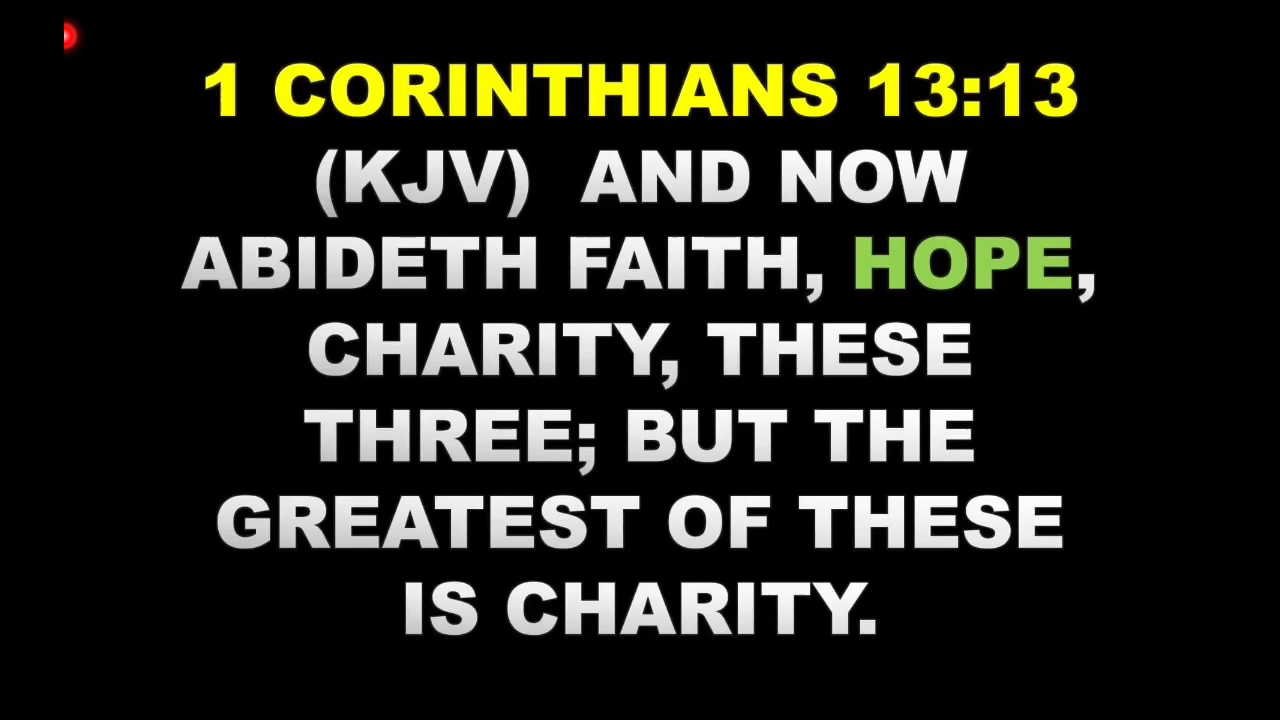 1 CORINTHIANS 13:13
(KJV) AND NOW
ABIDETH FAITH, HOPE,
CHARITY, THESE
THREE; BUT THE
GREATEST OF THESE
IS CHARITY.